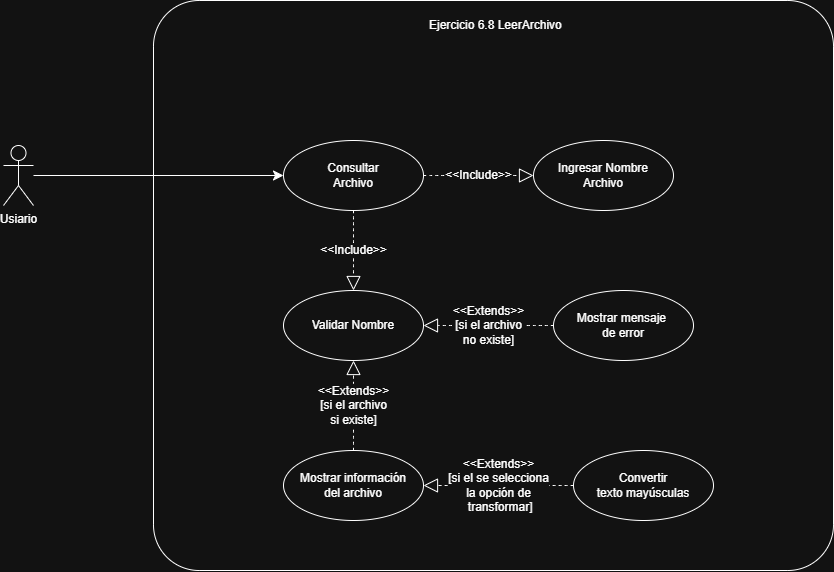 Ejercicio 6.8 LeerArchivo
Usiario
Consultar
Archivo
<<Include>>
Ingresar Nombre
Archivo
<<Include>>
Validar Nombre
<<Extends>>
[si el archivo
no existe]
Mostrar mensaje
de error
<<Extends>>
[si el archivo
si existe]
Mostrar información
del archivo
<<Extends>>
[si el se selecciona
la opción de
transformar]
Convertir
texto mayúsculas